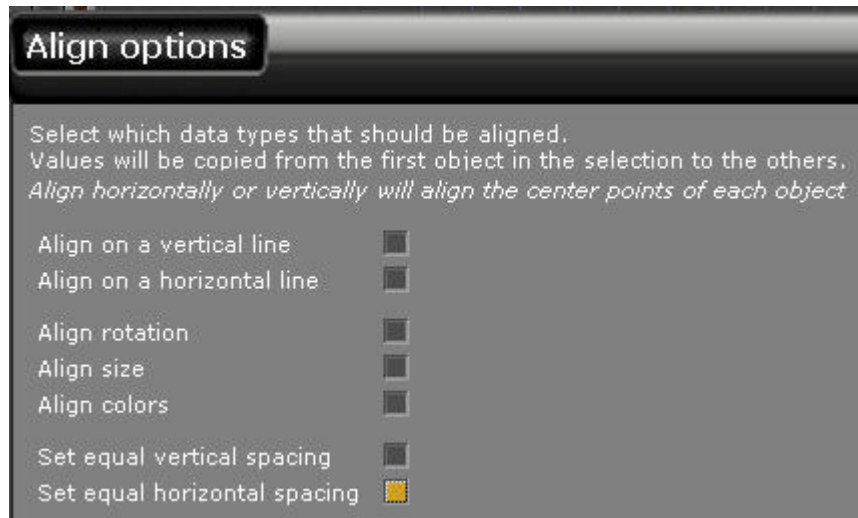 Align options
Select which data types that should be aligned.
Values will be copied from the first object in the selection to the others.
Align horizontally or vertically will align the center points of each object
Align on a vertical line
Align on a horizontal line
Align rotation
Align size
Align colors
Set equal vertical spacing
Set equal horizontal spacing